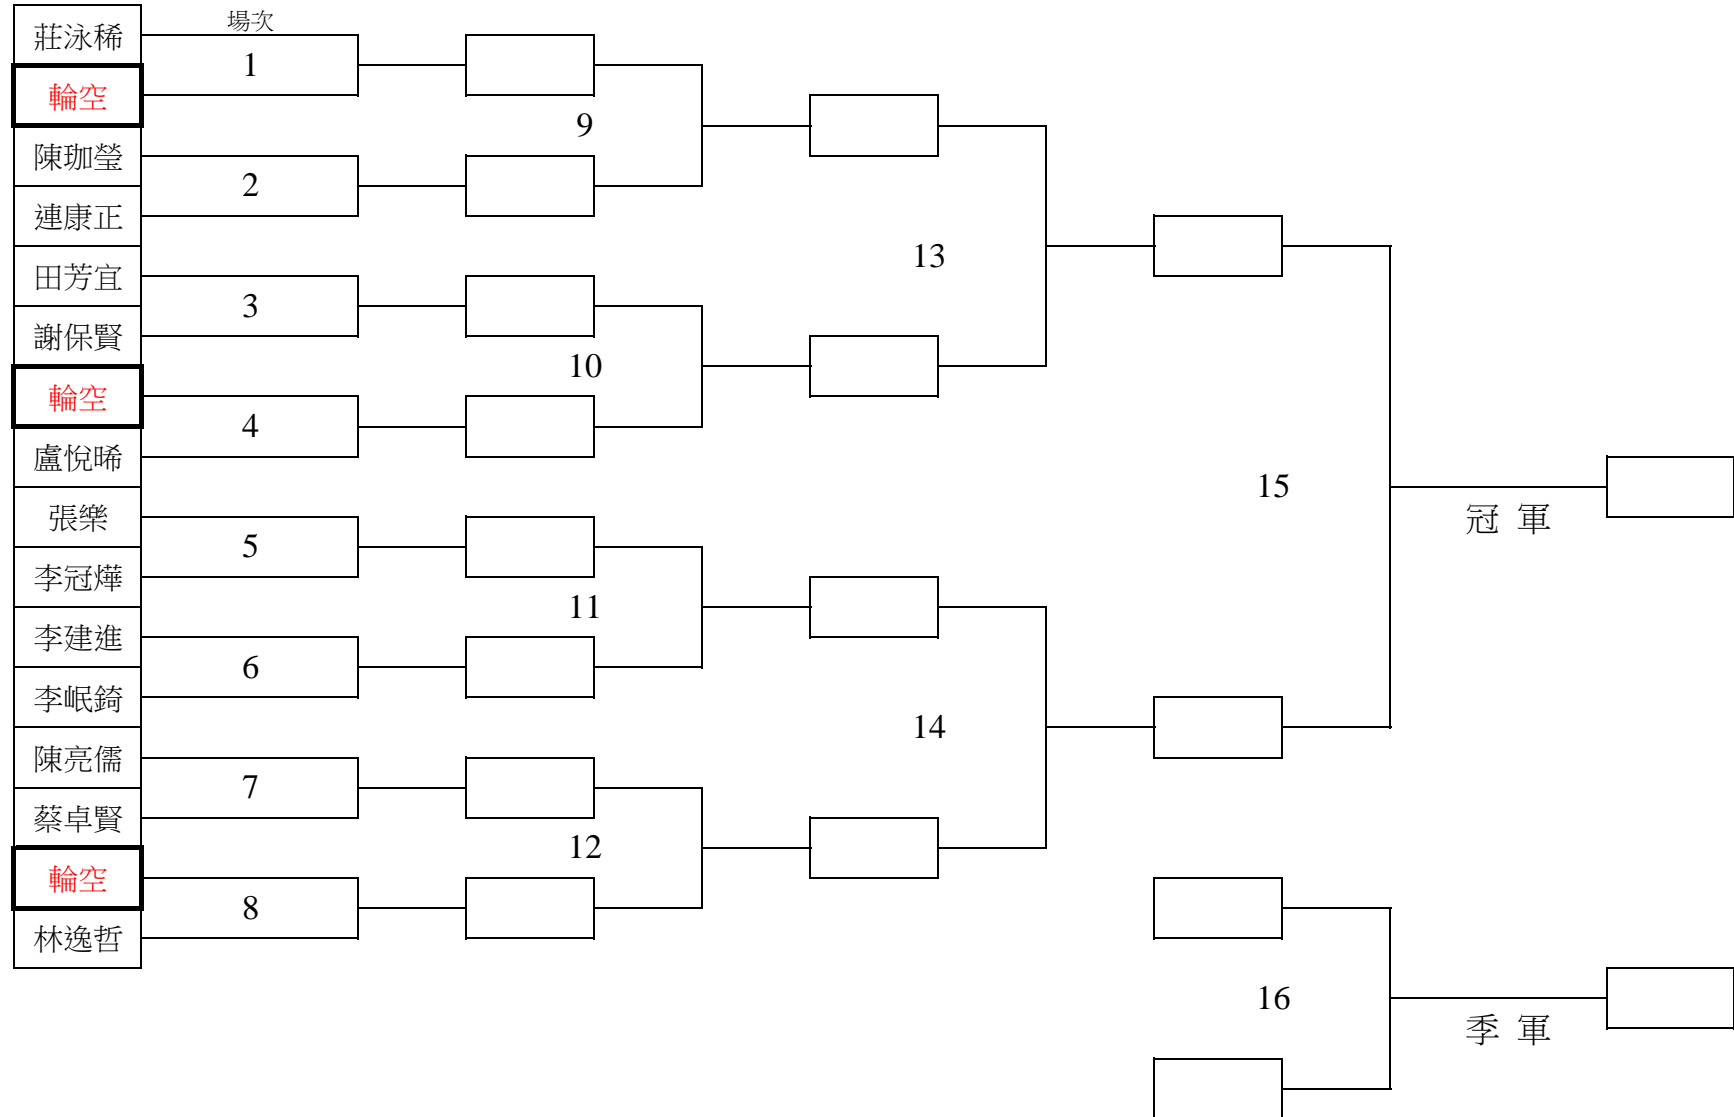 場次
莊泳稀
1
輪空
9
陳珈瑩
2
連康正
13
田芳宜
3
謝保賢
10
輪空
4
盧悅晞
15
張樂
冠 軍
5
李冠燁
11
李建進
6
李岷錡
14
陳亮儒
7
蔡卓賢
12
輪空
8
林逸哲
16
季 軍